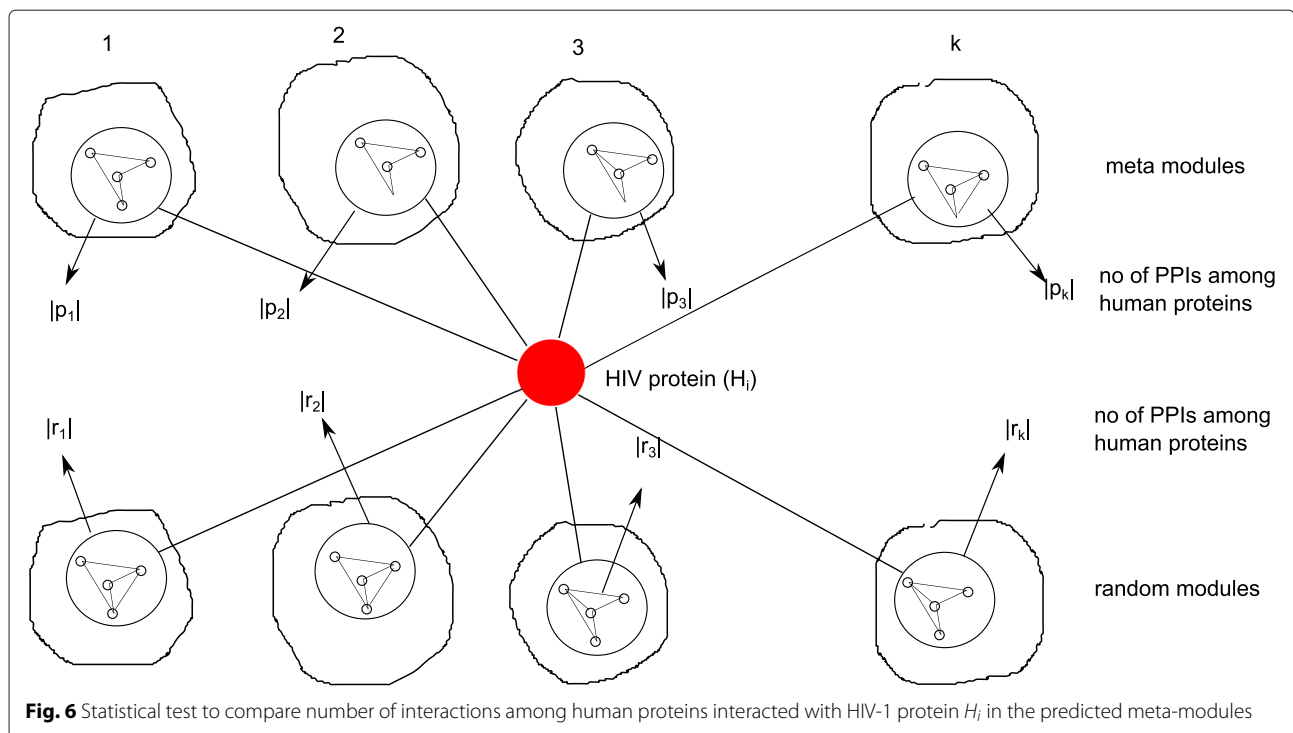 1 2 3 k
meta modules
|p₁| |p₂| |p₃| |pₖ|
no of PPIs among
human proteins
HIV protein (Hᵢ)
|r₁| |r₂| |r₃| |rₖ|
no of PPIs among
human proteins
random modules
Fig. 6 Statistical test to compare number of interactions among human proteins interacted with HIV-1 protein Hᵢ in the predicted meta-modules